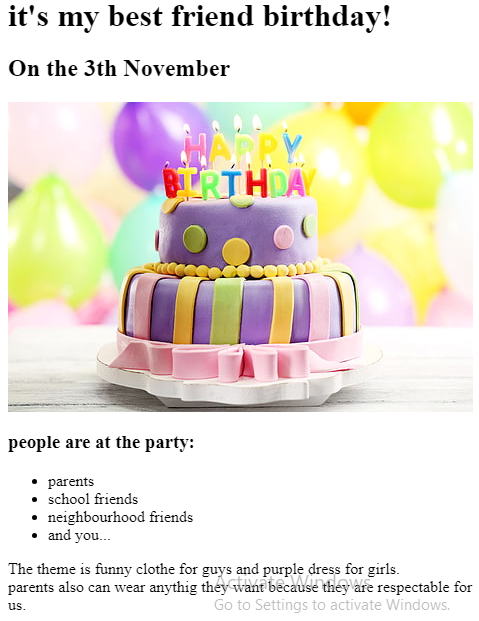 it's my best friend birthday!
On the 3th November
HAPPY
BIRTHDAY
people are at the party:
• parents
• school friends
• neighbourhood friends
• and you...
The theme is funny clothe for guys and purple dress for girls.
parents also can wear anythig they want because they are respectable for
us.
Activate Windows
Go to Settings to activate Windows.